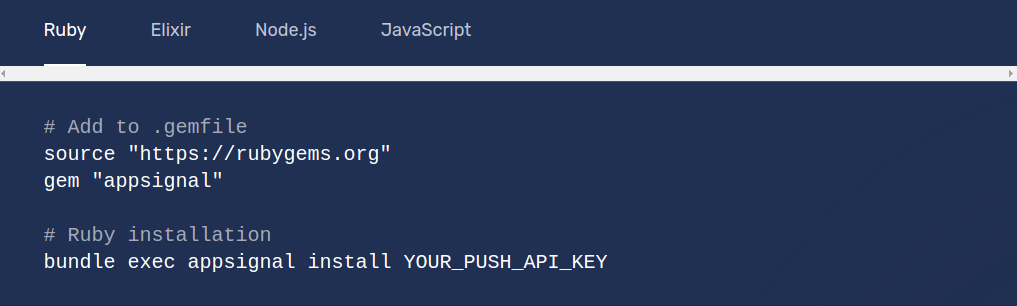 Ruby Elixir Node.js JavaScript
# Add to .gemfile
source "https://rubygems.org"
gem "appsignal"
# Ruby installation
bundle exec appsignal install YOUR_PUSH_API_KEY